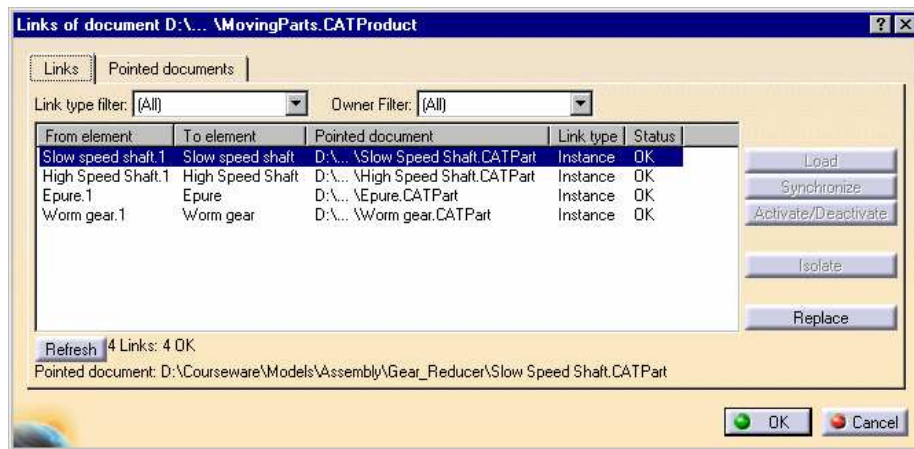 Links of document D:\... \MovingParts.CATProduct
Links Pointed documents
Link type filter: (All) Owner Filter: (All)
From element To element Pointed document Link type Status
Slow speed shaft.1 Slow speed shaft D:\... \Slow Speed Shaft.CATPart Instance OK
High Speed Shaft.1 High Speed Shaft D:\... \High Speed Shaft.CATPart Instance OK
Epure.1 Epure D:\... \Epure.CATPart Instance OK
Worm gear.1 Worm gear D:\... \Worm gear.CATPart Instance OK
Load
Synchronize
Activate/Deactivate
Isolate
Replace
Refresh 4 Links: 4 OK
Pointed document: D:\Courseware\Models\Assembly\Gear_Reducer\Slow Speed Shaft.CATPart
OK Cancel